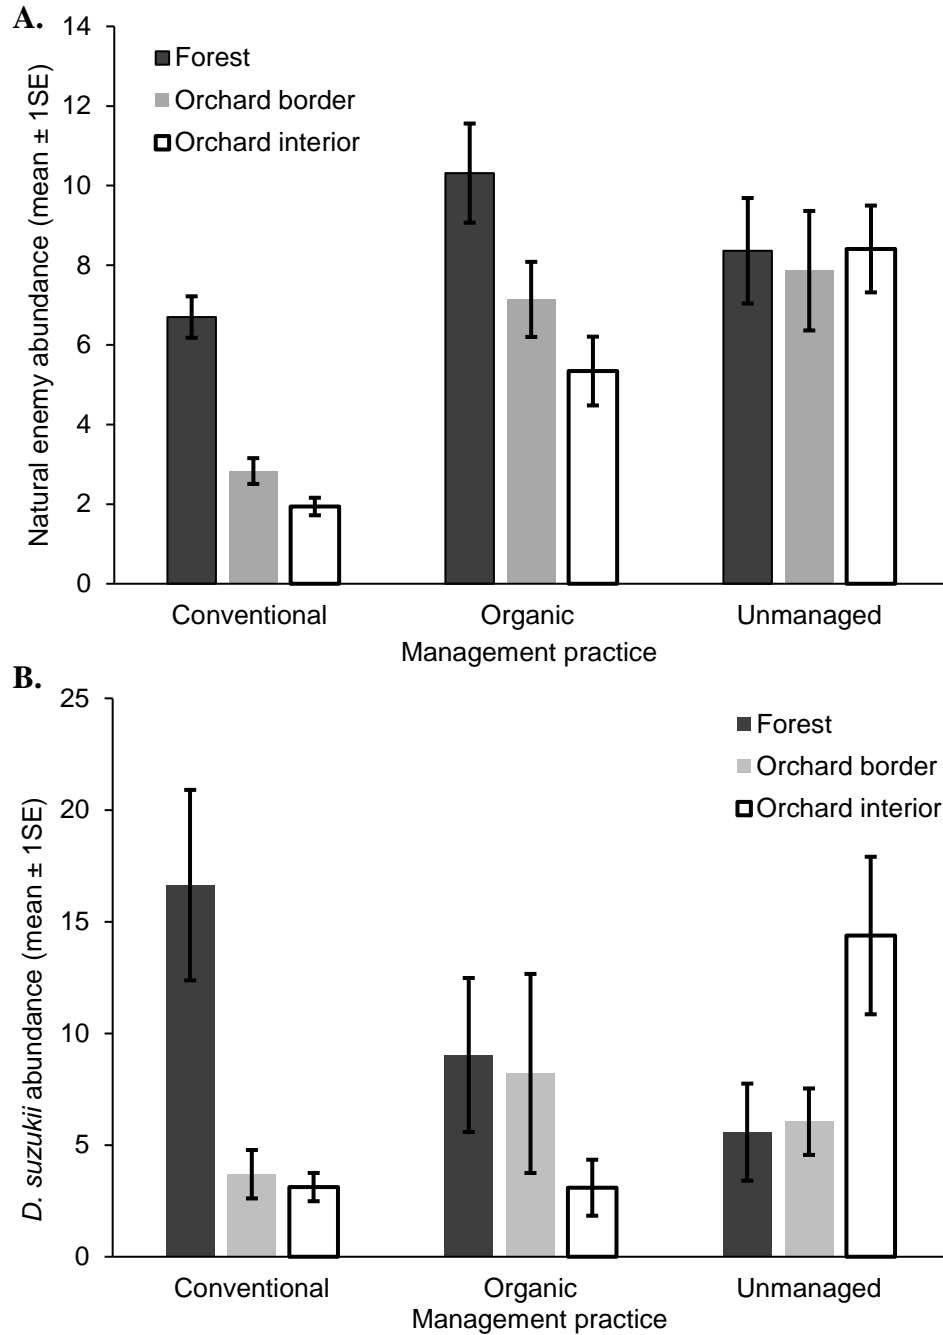 A.
14
12
10
8
6
4
2
0
Natural enemy abundance (mean ± 1SE)
Forest
Orchard border
Orchard interior
Conventional Organic Unmanaged
Management practice
B.
25
20
15
10
5
0
D. suzukii abundance (mean ± 1SE)
Forest
Orchard border
Orchard interior
Conventional Organic Unmanaged
Management practice